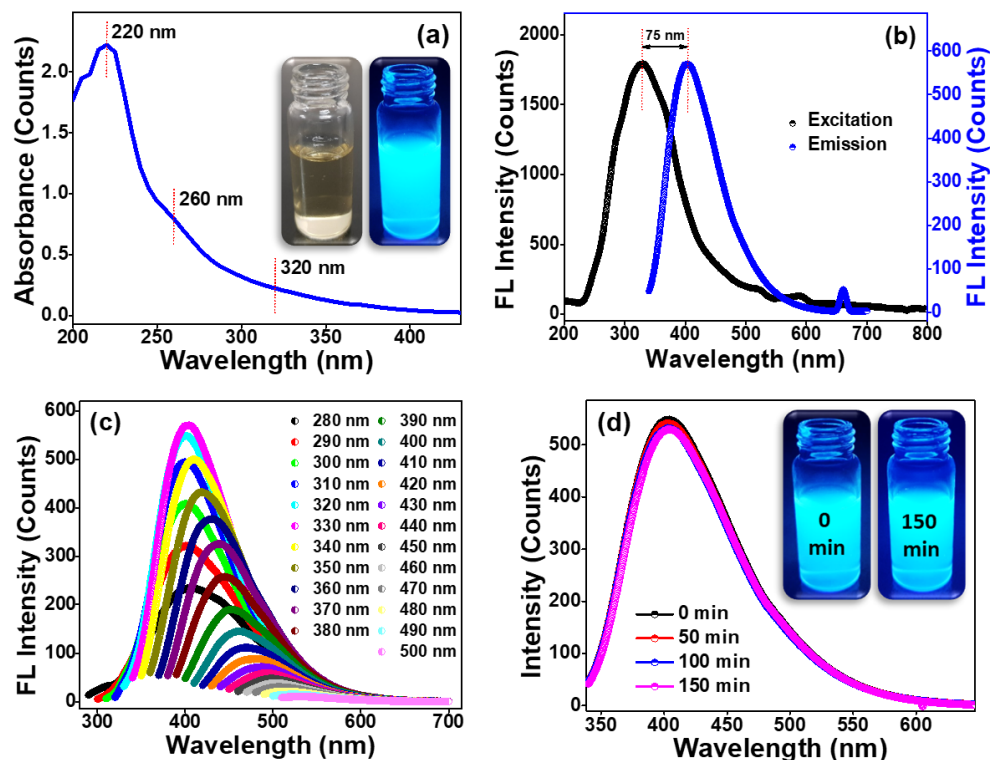 (a)
220 nm
260 nm
320 nm
Absorbance (Counts)
2.0
1.5
1.0
0.5
0.0
200 250 300 350 400
Wavelength (nm)
(b)
75 nm
Excitation
Emission
FL Intensity (Counts)
2000
1500
1000
500
0
FL Intensity (Counts)
600
500
400
300
200
100
0
200 300 400 500 600 700 800
Wavelength (nm)
(c)
280 nm 390 nm
290 nm 400 nm
300 nm 410 nm
310 nm 420 nm
320 nm 430 nm
330 nm 440 nm
340 nm 450 nm
350 nm 460 nm
360 nm 470 nm
370 nm 480 nm
380 nm 490 nm
500 nm
FL Intensity (Counts)
600
500
400
300
200
100
0
300 400 500 600 700
Wavelength (nm)
(d)
0
min
150
min
0 min
50 min
100 min
150 min
Intensity (Counts)
500
400
300
200
100
0
400 450 500 550 600
Wavelength (nm)